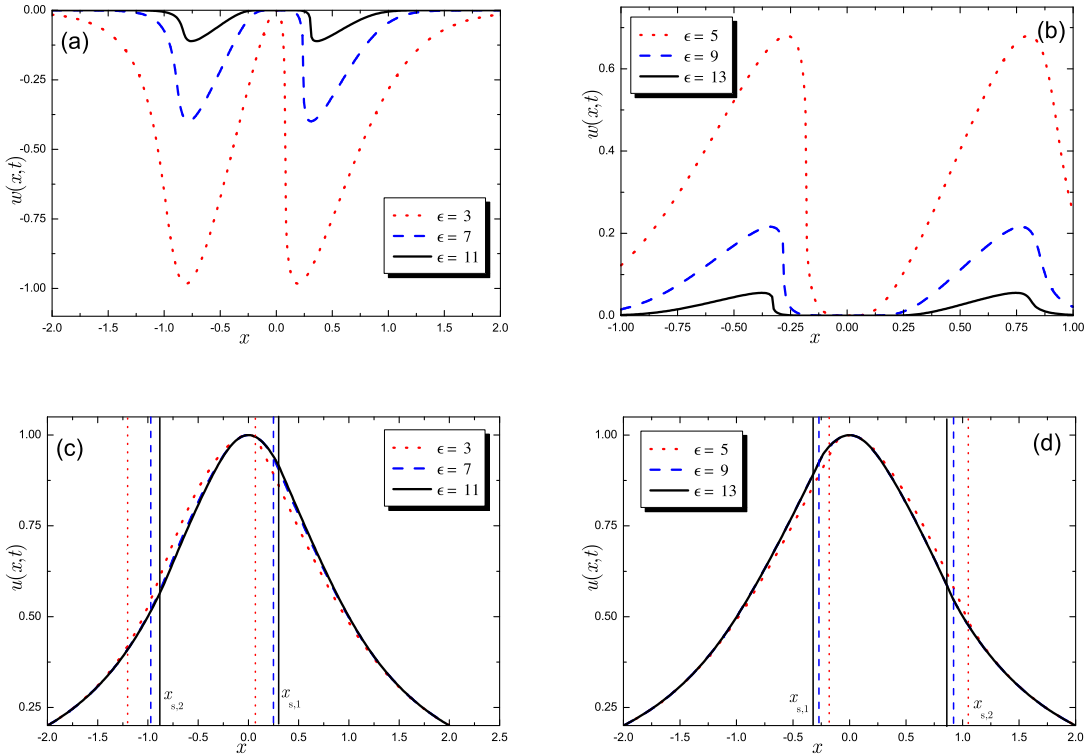 (a)
w(x,t)
0.00
-0.25
-0.50
-0.75
-1.00
ϵ = 3
ϵ = 7
ϵ = 11
-2.0 -1.5 -1.0 -0.5 0.0 0.5 1.0 1.5 2.0
x
(b)
w(x,t)
0.6
0.4
0.2
0.0
ϵ = 5
ϵ = 9
ϵ = 13
-1.00 -0.75 -0.50 -0.25 0.00 0.25 0.50 0.75 1.00
x
(c)
u(x,t)
1.00
0.75
0.50
0.25
ϵ = 3
ϵ = 7
ϵ = 11
x s,2
x s,1
-2.0 -1.5 -1.0 -0.5 0.0 0.5 1.0 1.5 2.0 2.5
x
(d)
u(x,t)
1.00
0.75
0.50
0.25
ϵ = 5
ϵ = 9
ϵ = 13
x s,1
x s,2
-2.0 -1.5 -1.0 -0.5 0.0 0.5 1.0 1.5 2.0
x